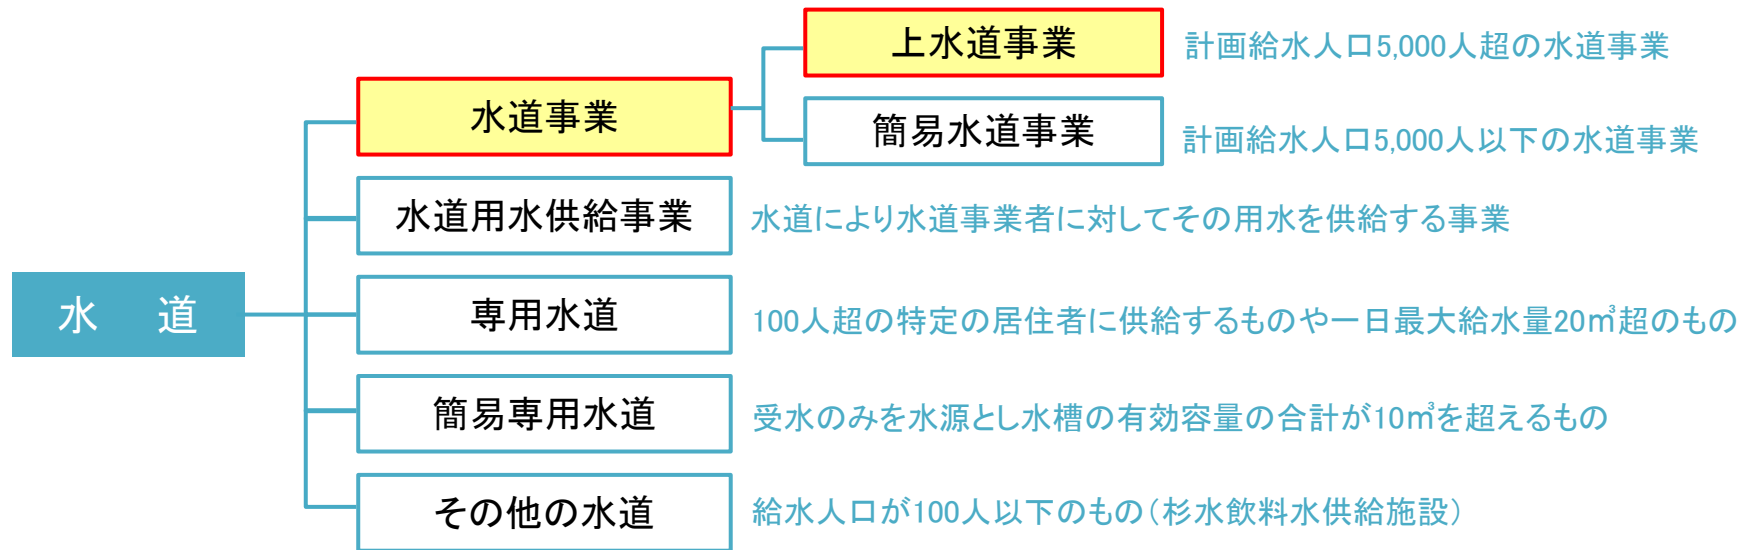 上水道事業
計画給水人口5,000人超の水道事業
水道事業
簡易水道事業
計画給水人口5,000人以下の水道事業
水道用水供給事業
水道により水道事業者に対してその用水を供給する事業
水 道
専用水道
100人超の特定の居住者に供給するものや一日最大給水量20㎥超のもの
簡易専用水道
受水のみを水源とし水槽の有効容量の合計が10㎥を超えるもの
その他の水道
給水人口が100人以下のもの(杉水飲料水供給施設)